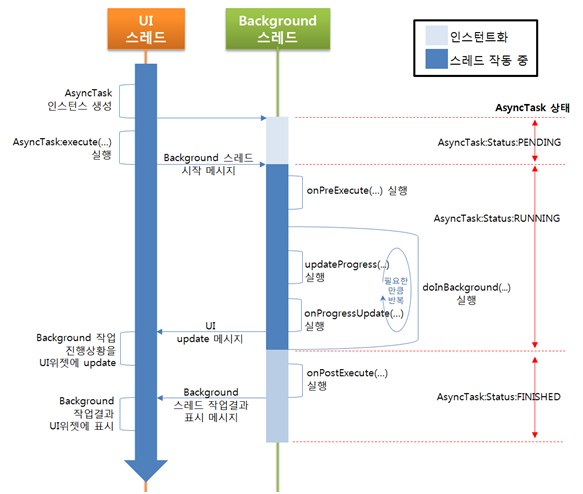 UI
스레드
Background
스레드
인스턴트화
스레드 작동 중
AsyncTask 상태
AsyncTask
인스턴스 생성
AsyncTask:execute(...)
실행
AsyncTask:Status:PENDING
Background 스레드
시작 메시지
onPreExecute(...) 실행
AsyncTask:Status:RUNNING
updateProgress(...)
실행
필요한
만큼
반복
doInBackground(...)
실행
onProgressUpdate(...)
실행
UI
update 메시지
Background 작업
진행상황을
UI위젯에 update
onPostExecute(...)
실행
Background
스레드 작업결과
표시 메시지
AsyncTask:Status:FINISHED
Background
작업결과
UI위젯에 표시